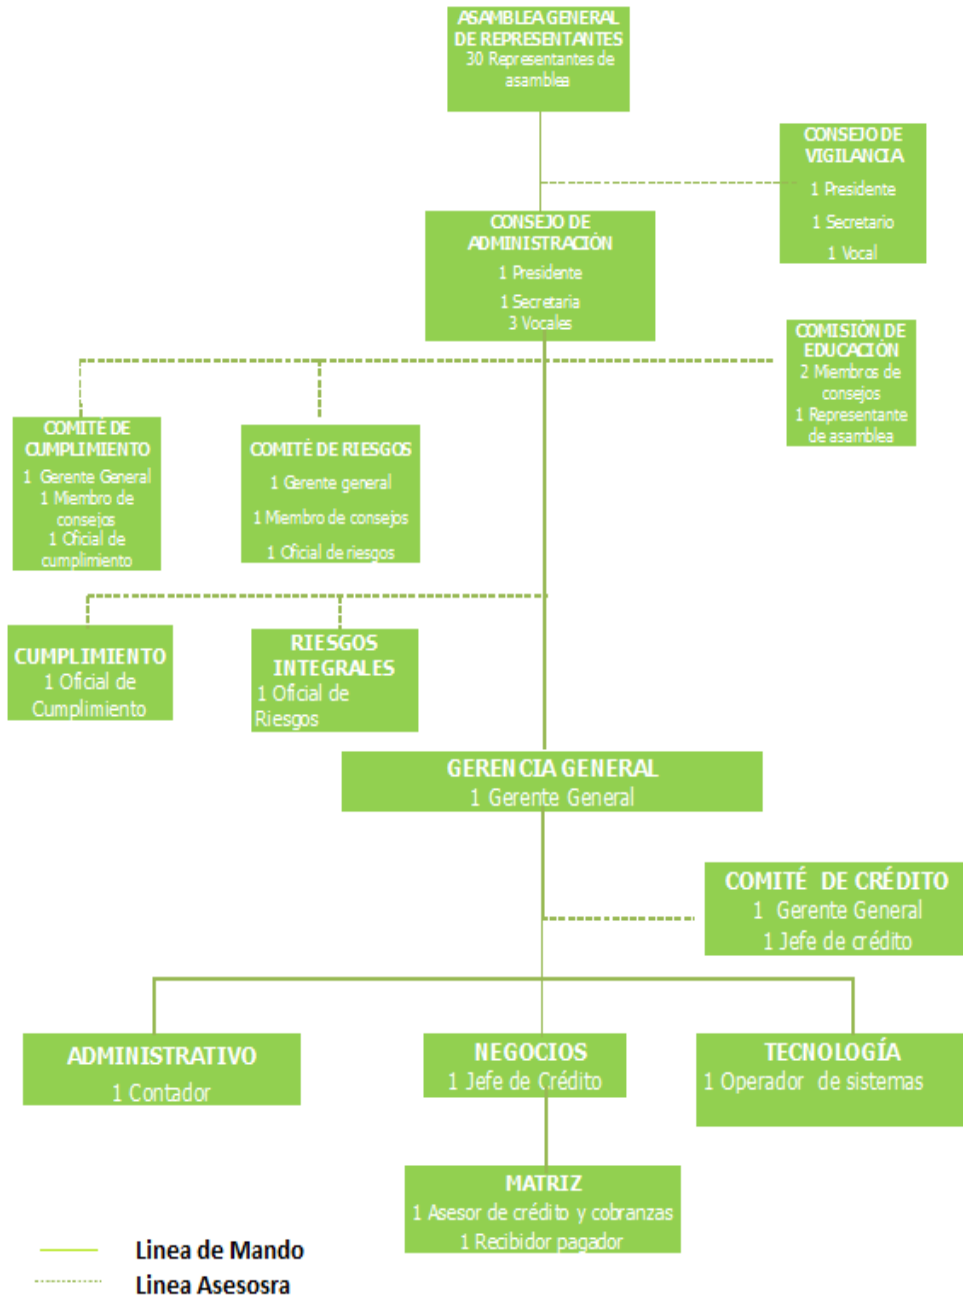 ASAMBLEA GENERAL
DE REPRESENTANTES
30 Representantes de
asamblea
CONSEJO DE
VIGILANCIA
1 Presidente
1 Secretario
1 Vocal
CONSEJO DE
ADMINISTRACIÓN
1 Presidente
1 Secretaria
3 Vocales
COMISIÓN DE
EDUCACIÓN
2 Miembros de
consejos
1 Representante
de asamblea
COMITÉ DE
CUMPLIMIENTO
1 Gerente General
1 Miembro de
consejos
1 Oficial de
cumplimiento
COMITÉ DE RIESGOS
1 Gerente general
1 Miembro de consejos
1 Oficial de riesgos
CUMPLIMIENTO
1 Oficial de
Cumplimiento
RIESGOS
INTEGRALES
1 Oficial de
Riesgos
GERENCIA GENERAL
1 Gerente General
COMITÉ DE CRÉDITO
1 Gerente General
1 Jefe de crédito
ADMINISTRATIVO
1 Contador
NEGOCIOS
1 Jefe de Crédito
TECNOLOGÍA
1 Operador de sistemas
MATRIZ
1 Asesor de crédito y cobranzas
1 Recibidor pagador
Linea de Mando
Linea Asesosra